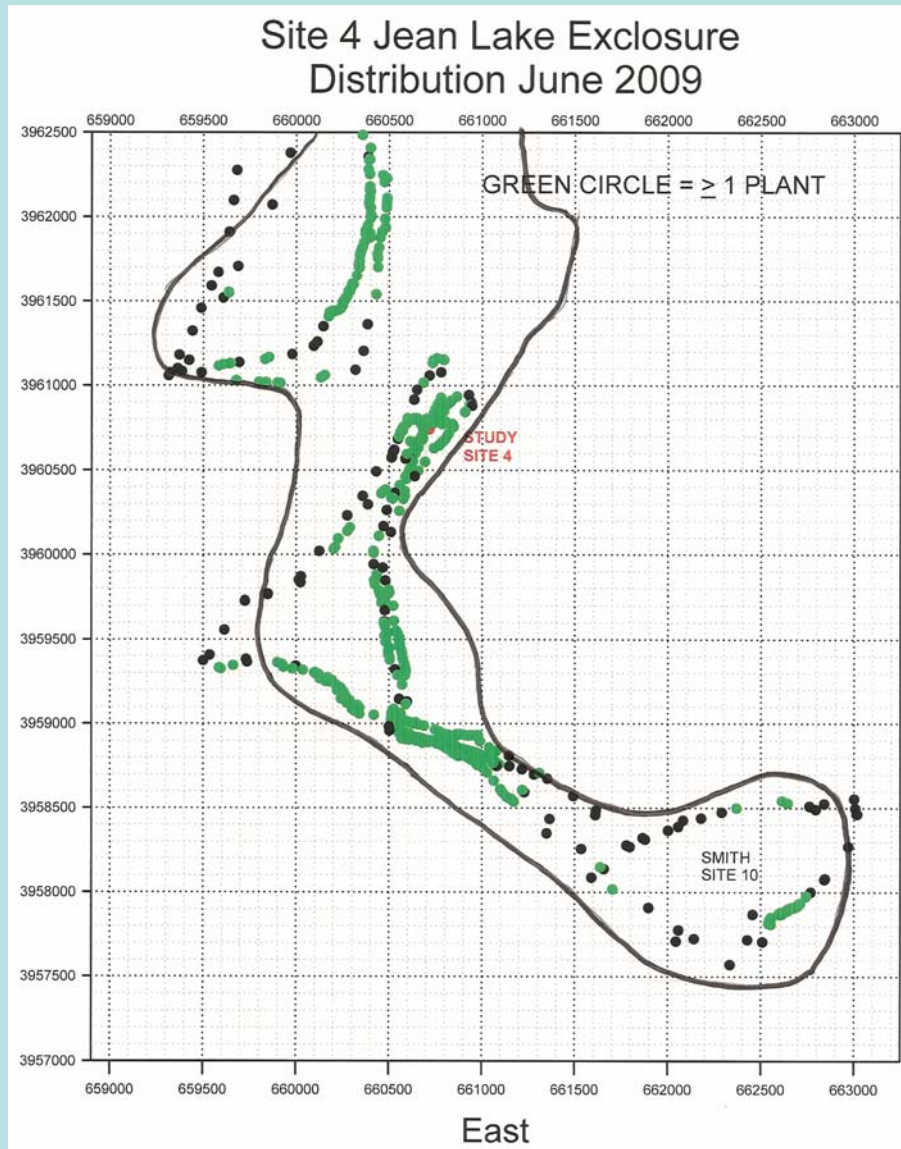 Site 4 Jean Lake Exclosure
Distribution June 2009
659000 659500 660000 660500 661000 661500 662000 662500 663000
3962500
GREEN CIRCLE = ≥ 1 PLANT
3962000
3961500
3961000
STUDY
SITE 4
3960500
3960000
3959500
3959000
3958500
SMITH
SITE 10
3958000
3957500
3957000
659000 659500 660000 660500 661000 661500 662000 662500 663000
East